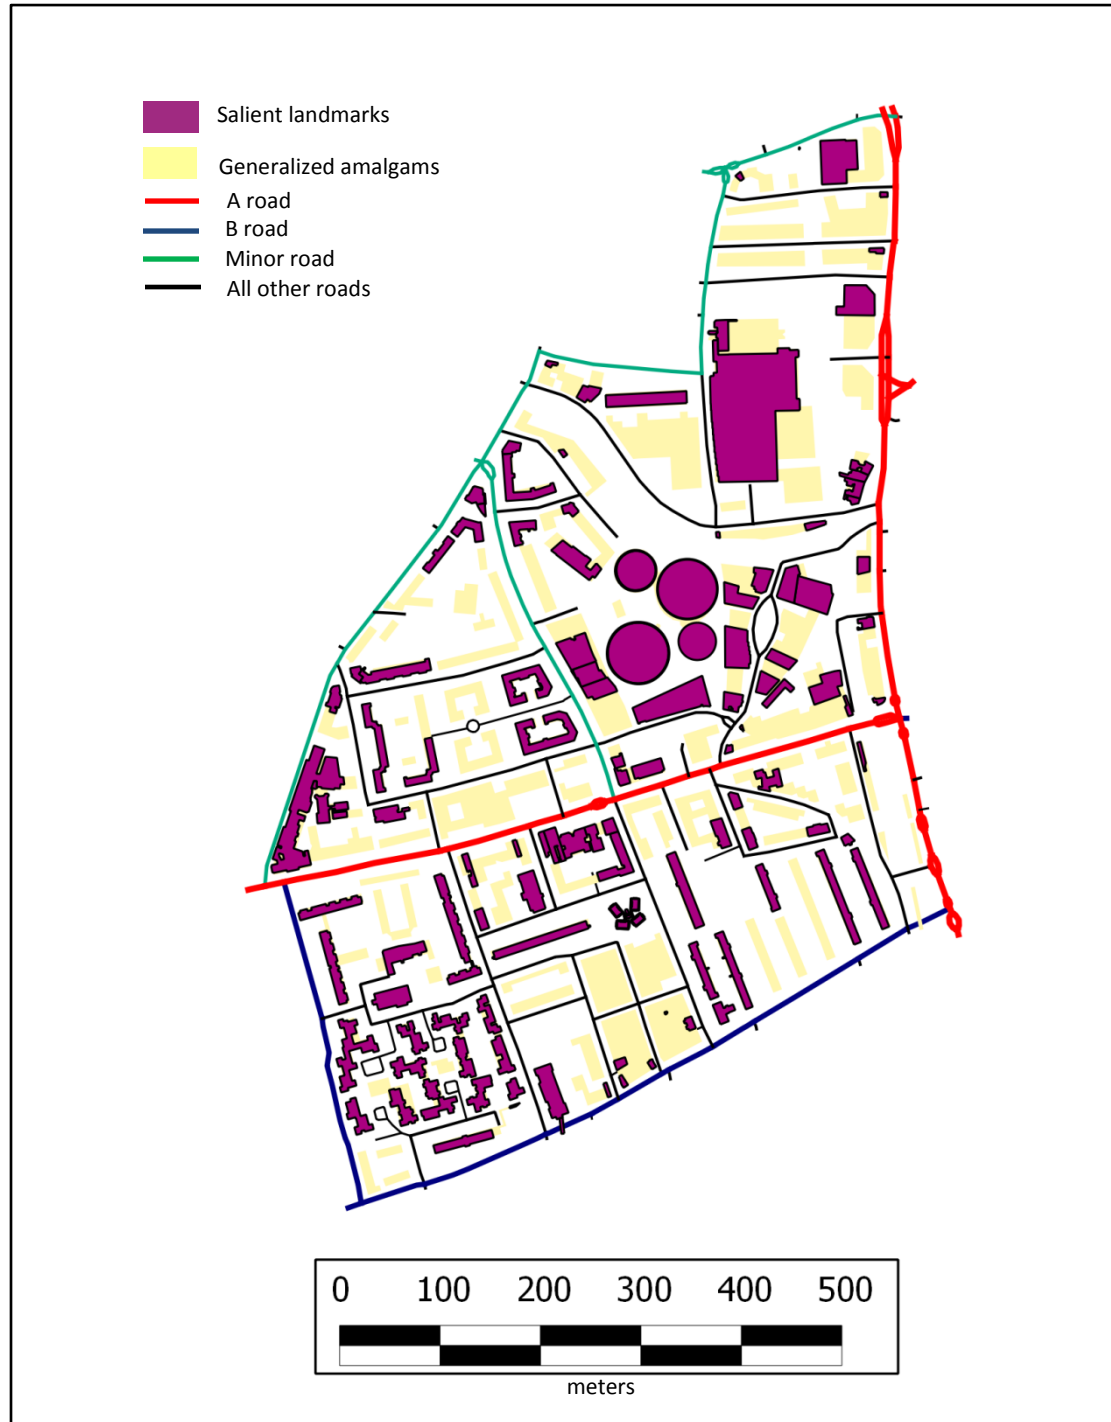 Salient landmarks
Generalized amalgams
A road
B road
Minor road
All other roads
0 100 200 300 400 500
meters